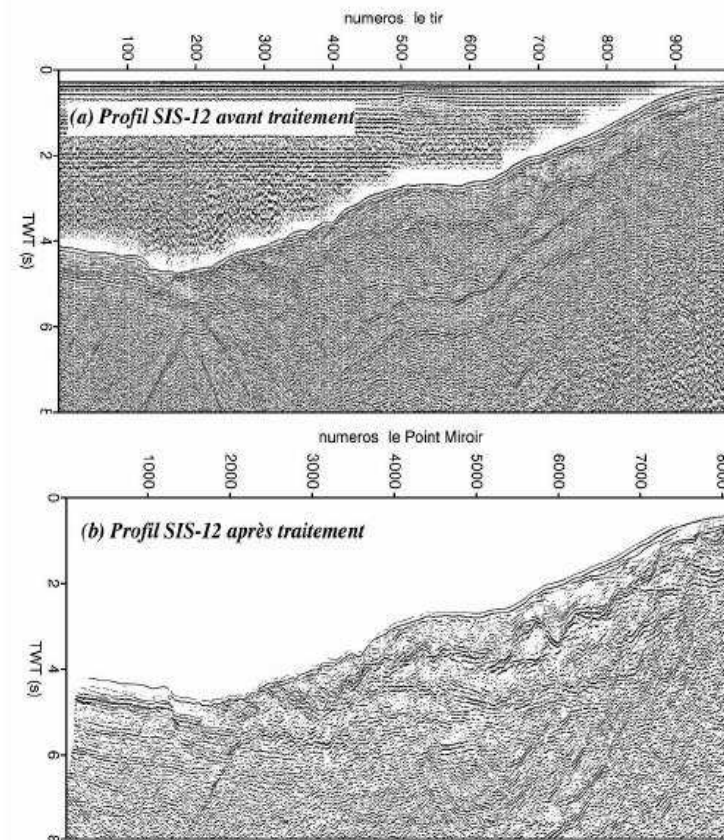 numeros le tir
100 200 300 400 500 600 700 800 900
0
(a) Profil SIS-12 avant traitement
2
4
TWT (s)
6
numeros le Point Miroir
1000 2000 3000 4000 5000 6000 7000 8000
0
(b) Profil SIS-12 après traitement
2
4
TWT (s)
6